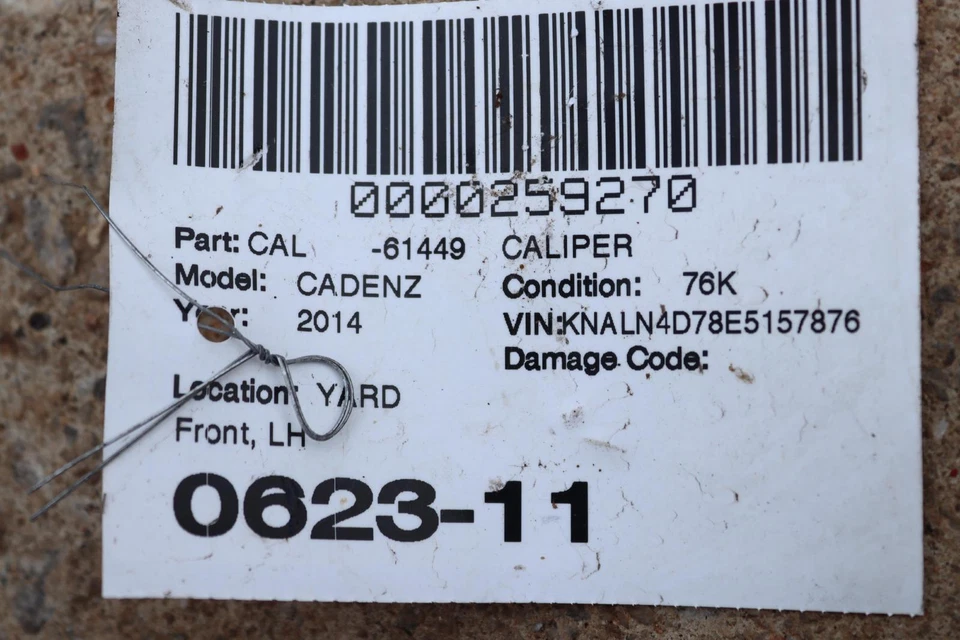 0000259270
Part: CAL -61449 CALIPER
Model: CADENZ Condition: 76K
Year: 2014 VIN:KNALN4D78E5157876
Damage Code:
Location: YARD
Front, LH
0623-11